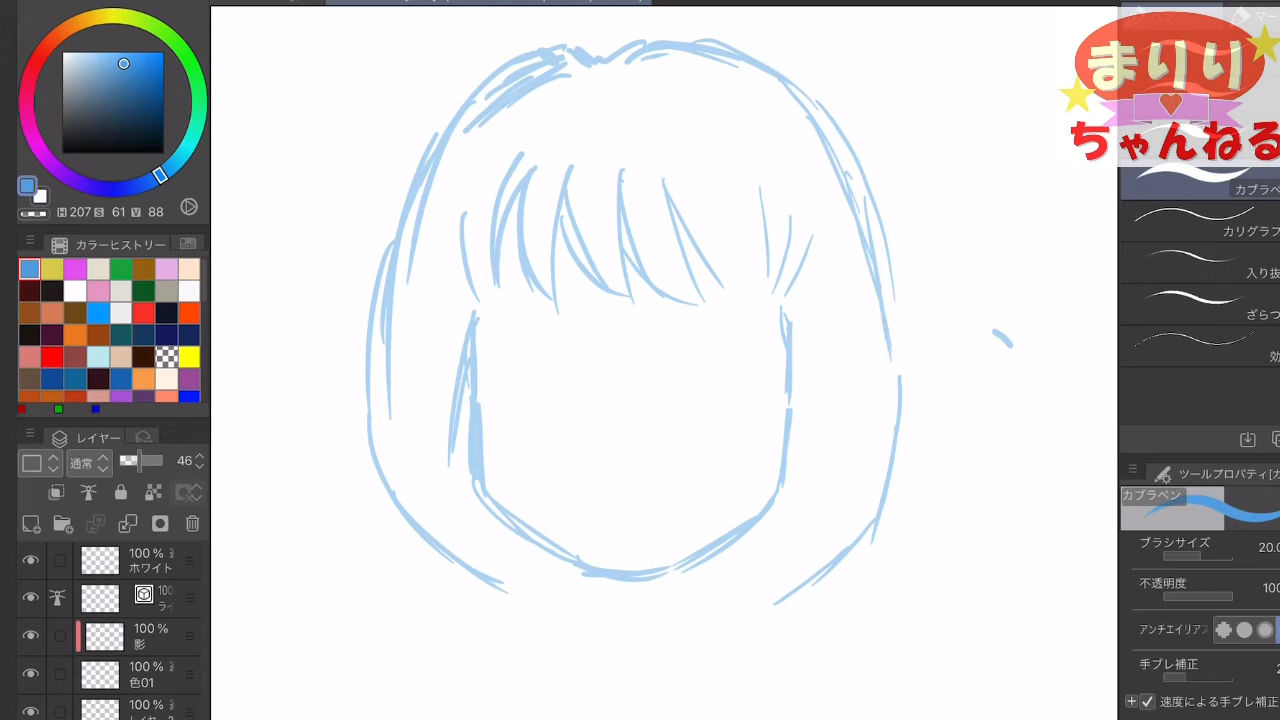 まりり
ちゃんねる
H 207 S 61 V 88
カラーヒストリー
レイヤー
通常
46
100 %
ホワイト
100
ラ
100 %
影
100 %
色01
カブラペ
カリグラフ
入り抜
ざらつ
効
ツールプロパティ[カ
カブラペン
ブラシサイズ 20.0
不透明度 100
アンチエイリアス
手ブレ補正 2
速度による手ブレ補正